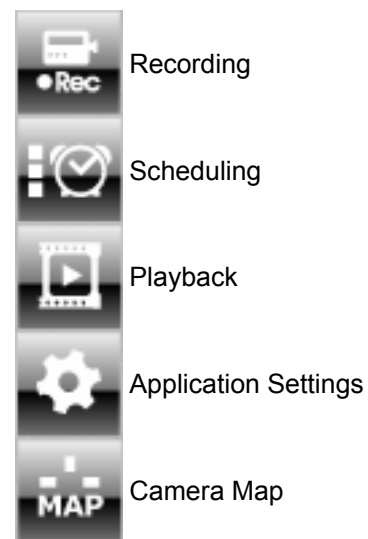 ●Rec
Recording
Scheduling
Playback
Application Settings
MAP
Camera Map